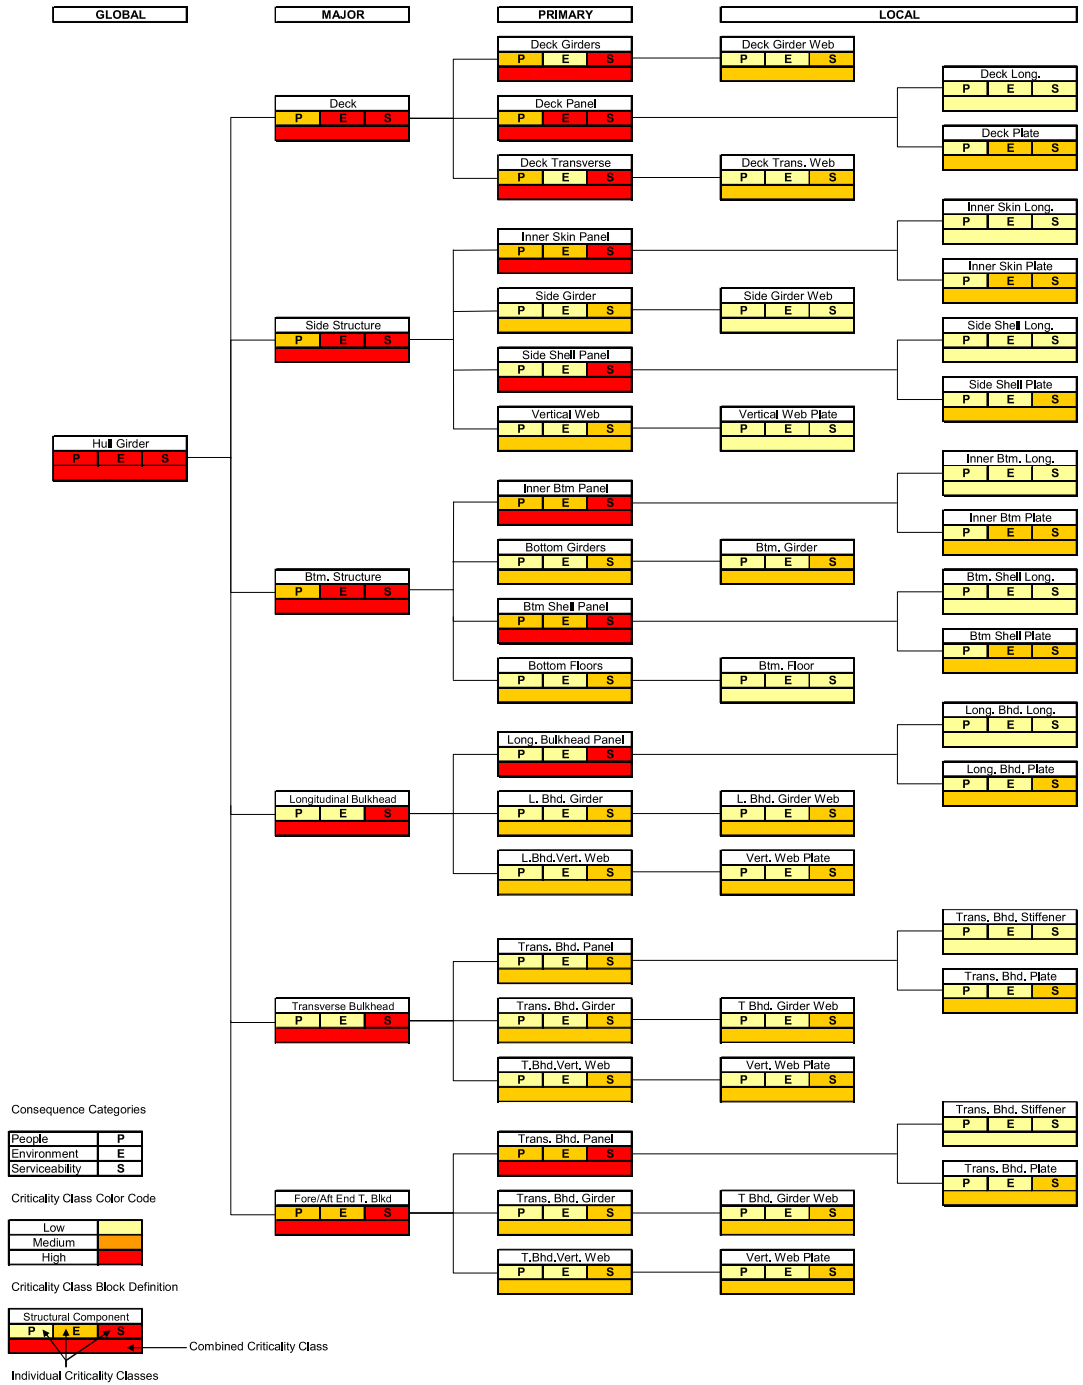 GLOBAL MAJOR PRIMARY LOCAL
Deck Girders
P E S
Deck Girder Web
P E S
Deck Long.
P E S
Deck
P E S
Deck Panel
P E S
Deck Plate
P E S
Deck Transverse
P E S
Deck Trans. Web
P E S
Inner Skin Long.
P E S
Inner Skin Panel
P E S
Inner Skin Plate
P E S
Side Girder
P E S
Side Girder Web
P E S
Side Structure
P E S
Side Shell Long.
P E S
Side Shell Panel
P E S
Side Shell Plate
P E S
Vertical Web
P E S
Vertical Web Plate
P E S
Hull Girder
P E S
Inner Btm. Long.
P E S
Inner Btm Panel
P E S
Inner Btm Plate
P E S
Bottom Girders
P E S
Btm. Girder
P E S
Btm. Structure
P E S
Btm. Shell Long.
P E S
Btm Shell Panel
P E S
Btm Shell Plate
P E S
Bottom Floors
P E S
Btm. Floor
P E S
Long. Bhd. Long.
P E S
Long. Bulkhead Panel
P E S
Long. Bhd. Plate
P E S
Longitudinal Bulkhead
P E S
L. Bhd. Girder
P E S
L. Bhd. Girder Web
P E S
L.Bhd.Vert. Web
P E S
Vert. Web Plate
P E S
Trans. Bhd. Stiffener
P E S
Trans. Bhd. Panel
P E S
Trans. Bhd. Plate
P E S
Transverse Bulkhead
P E S
Trans. Bhd. Girder
P E S
T Bhd. Girder Web
P E S
T.Bhd.Vert. Web
P E S
Vert. Web Plate
P E S
Trans. Bhd. Stiffener
P E S
Trans. Bhd. Panel
P E S
Trans. Bhd. Plate
P E S
Fore/Aft End T. Blkd
P E S
Trans. Bhd. Girder
P E S
T Bhd. Girder Web
P E S
T.Bhd.Vert. Web
P E S
Vert. Web Plate
P E S
Consequence Categories
People P
Environment E
Serviceability S
Criticality Class Color Code
Low
Medium
High
Criticality Class Block Definition
Structural Component
P E S
Combined Criticality Class
Individual Criticality Classes